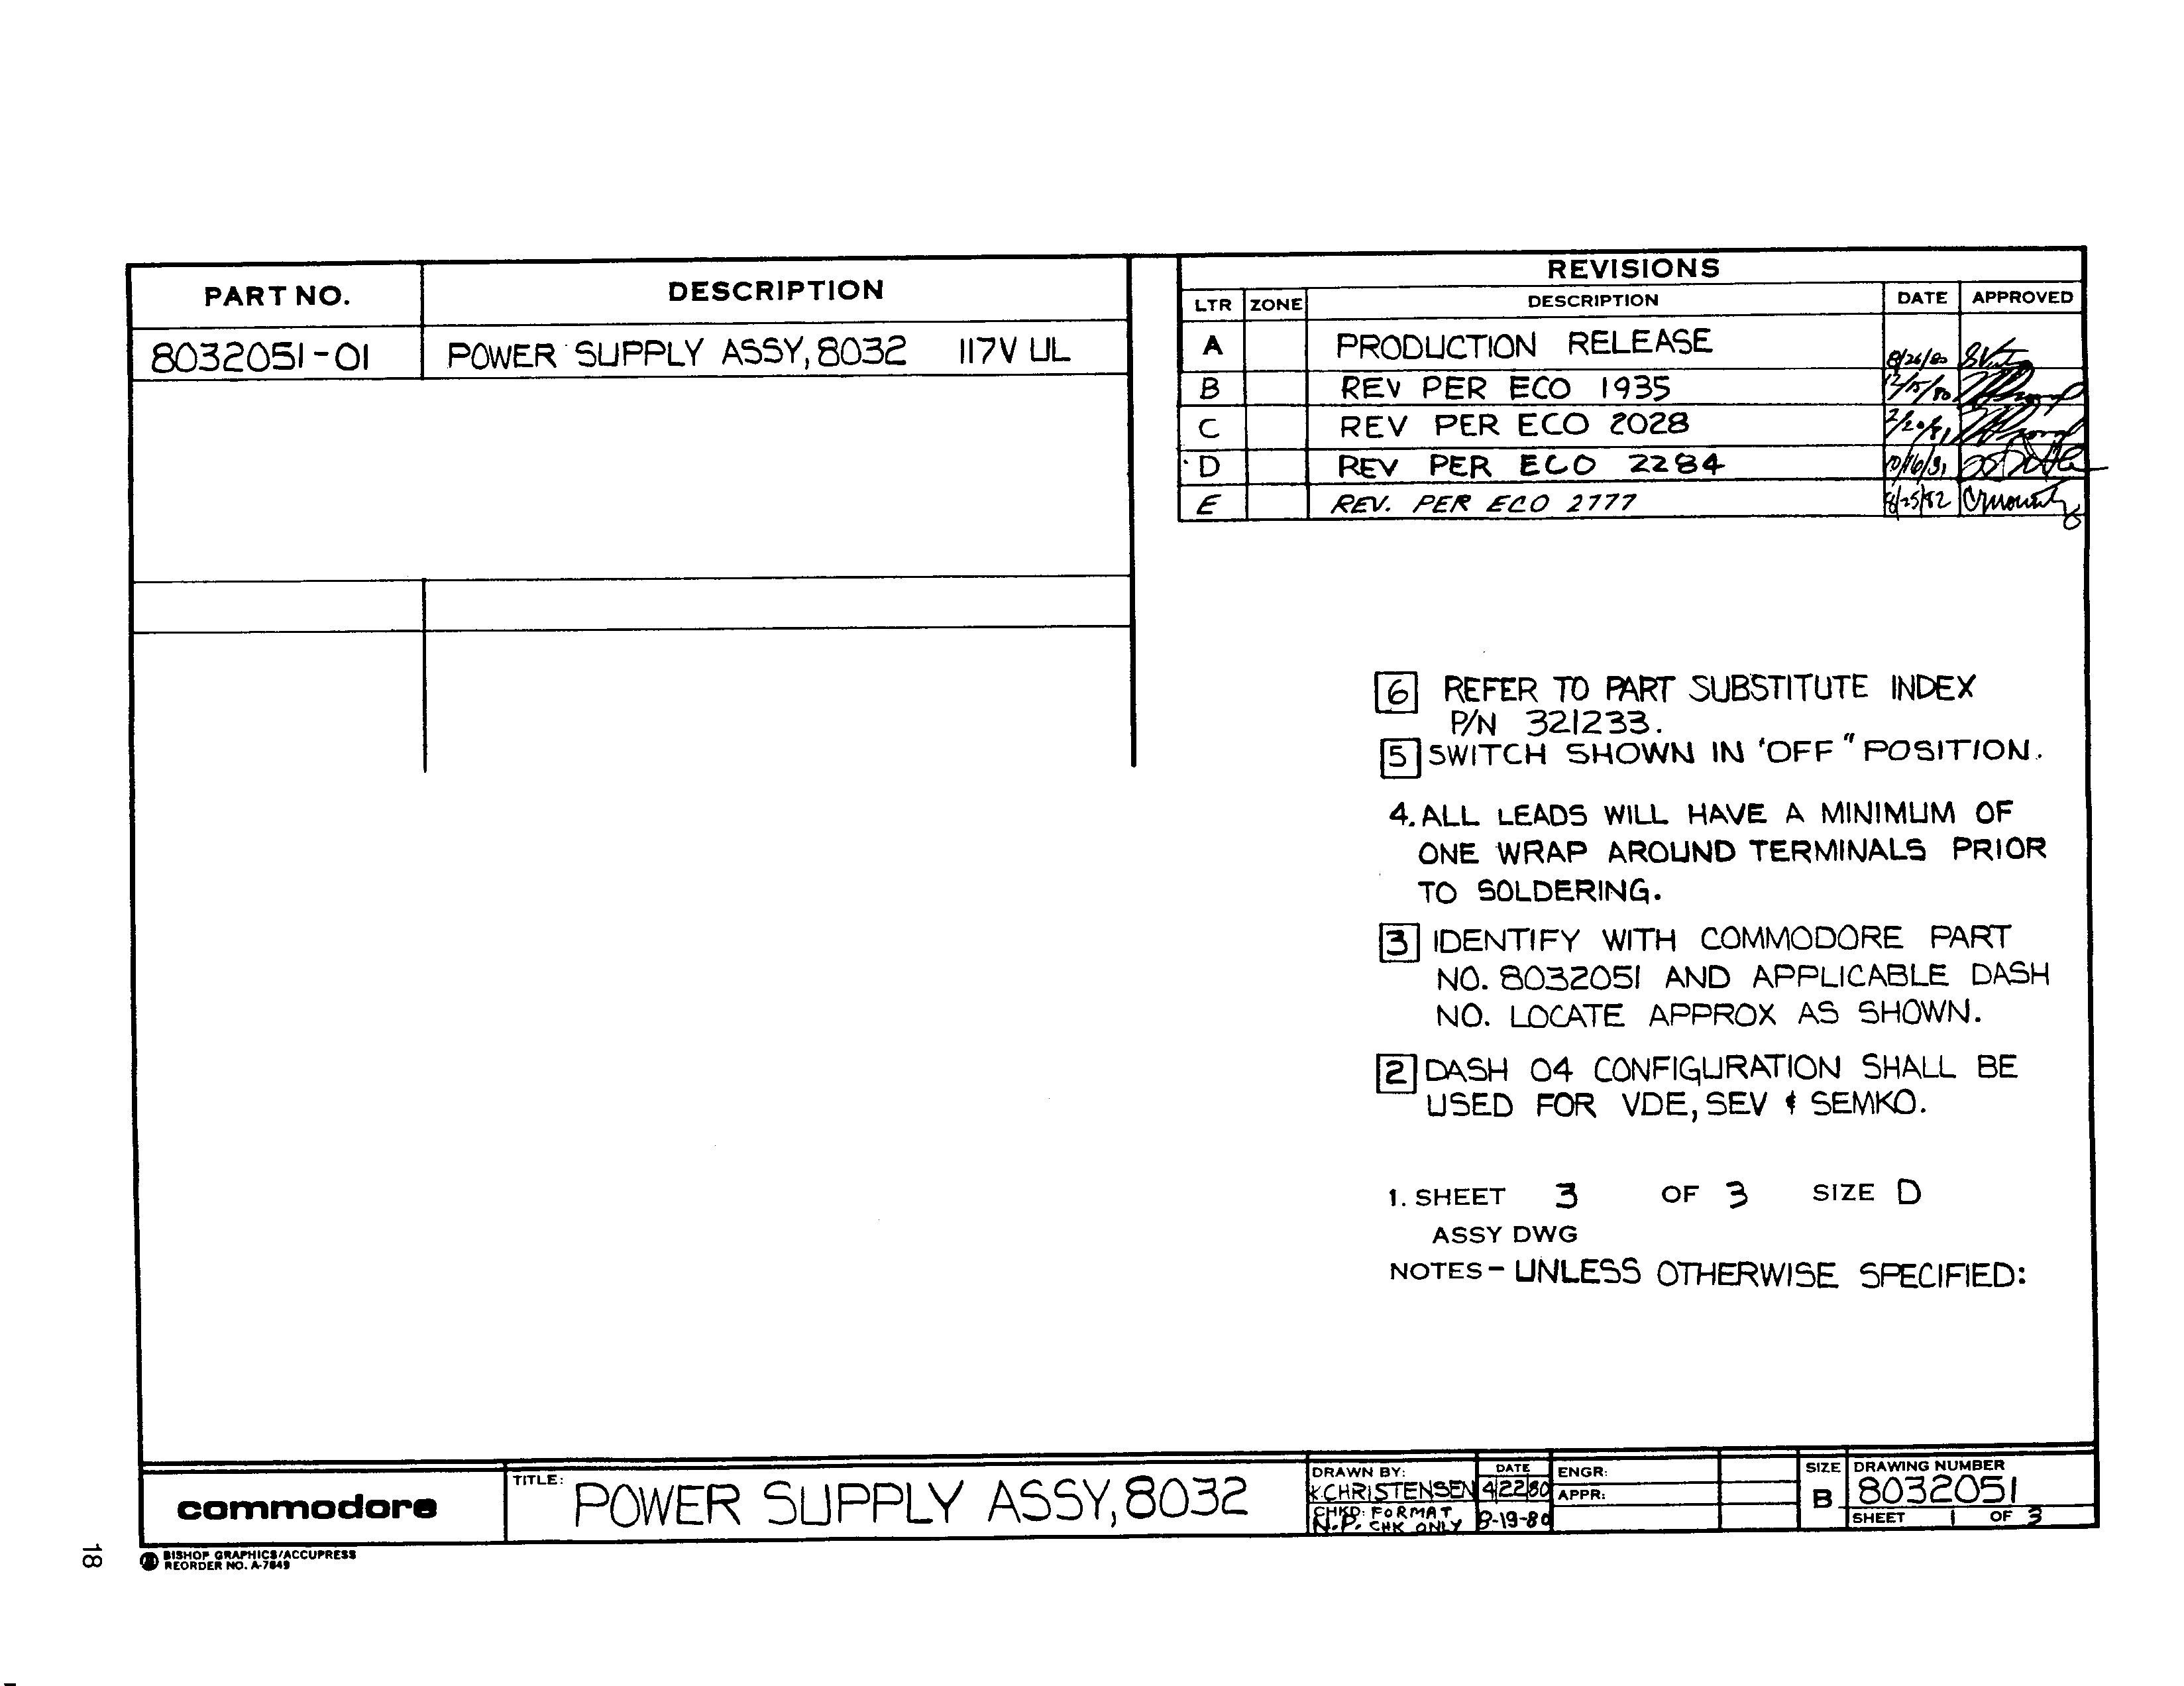 PART NO. DESCRIPTION
8032051-01 POWER SUPPLY ASSY, 8032 117V UL
REVISIONS
LTR ZONE DESCRIPTION DATE APPROVED
A PRODUCTION RELEASE 8/26/80
B REV PER ECO 1935 12/15/80
C REV PER ECO 2028 2/20/81
D REV PER ECO 2284 10/16/81
E REV. PER ECO 2777 8/25/82
6 REFER TO PART SUBSTITUTE INDEX
P/N 321233.
5 SWITCH SHOWN IN 'OFF" POSITION.
4. ALL LEADS WILL HAVE A MINIMUM OF
ONE WRAP AROUND TERMINALS PRIOR
TO SOLDERING.
3 IDENTIFY WITH COMMODORE PART
NO. 8032051 AND APPLICABLE DASH
NO. LOCATE APPROX AS SHOWN.
2 DASH 04 CONFIGURATION SHALL BE
USED FOR VDE, SEV & SEMKO.
1. SHEET 3 OF 3 SIZE D
ASSY DWG
NOTES - UNLESS OTHERWISE SPECIFIED:
commodore
TITLE: POWER SUPPLY ASSY, 8032
DRAWN BY: DATE
K.CHRISTENSEN 4 22 80
CHKD: FORMAT
N.P. CHK ONLY 8-19-80
ENGR:
APPR:
SIZE B
DRAWING NUMBER
8032051
SHEET 1 OF 3
BISHOP GRAPHICS/ACCUPRESS
REORDER NO. A-7649
18